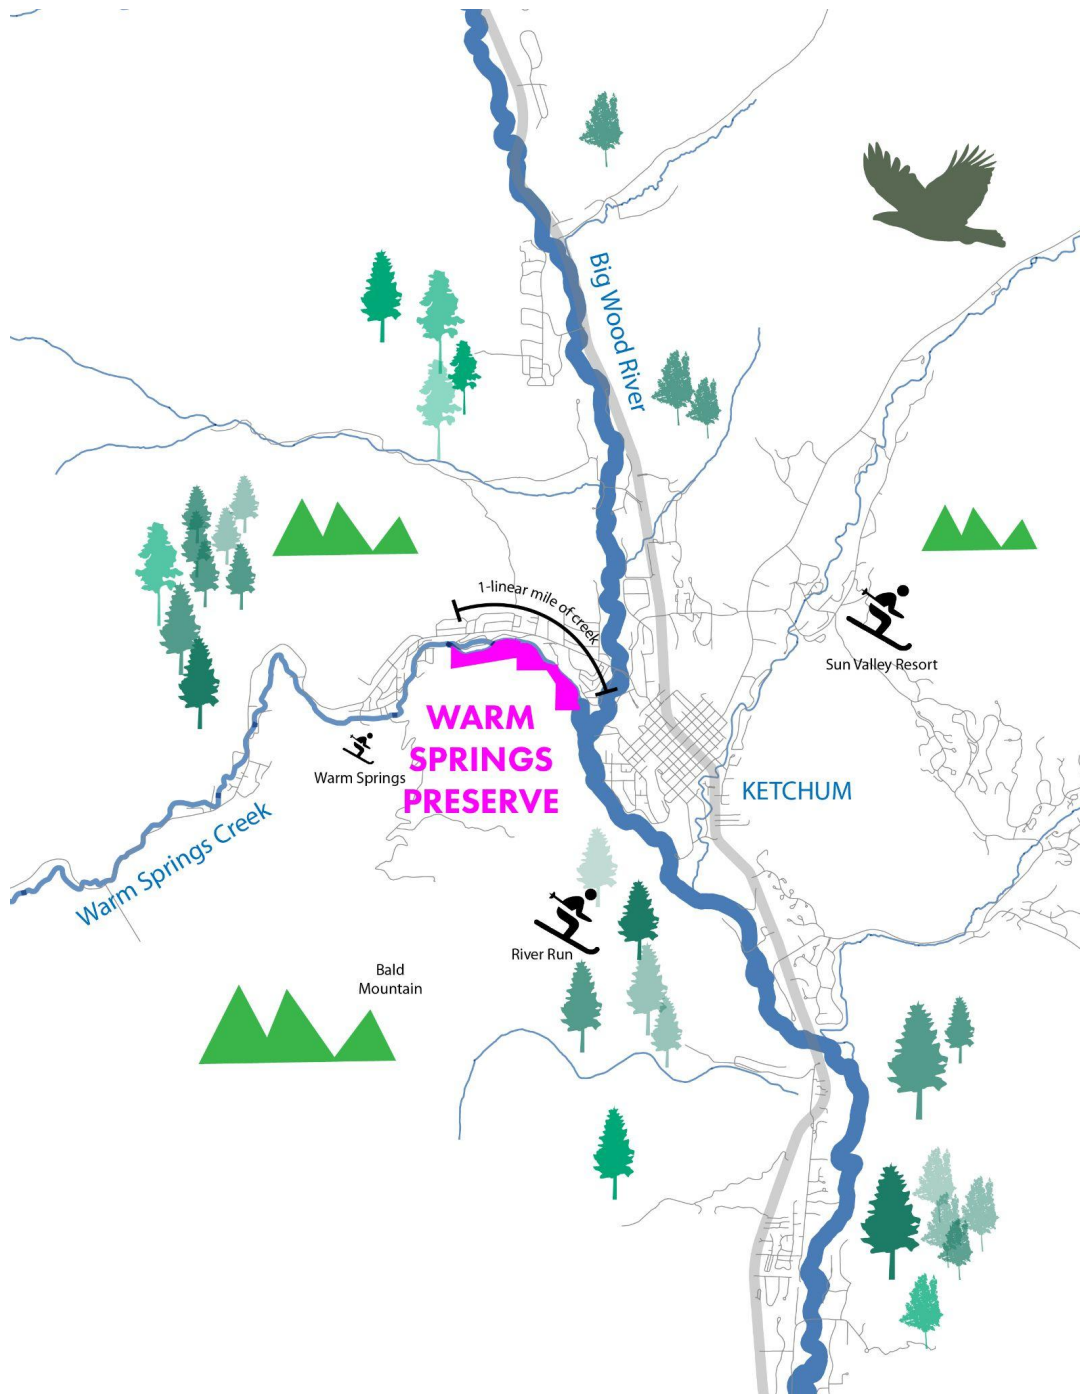 Big Wood River
1-linear mile of creek
Sun Valley Resort
WARM
SPRINGS
PRESERVE
Warm Springs
KETCHUM
Warm Springs Creek
River Run
Bald
Mountain